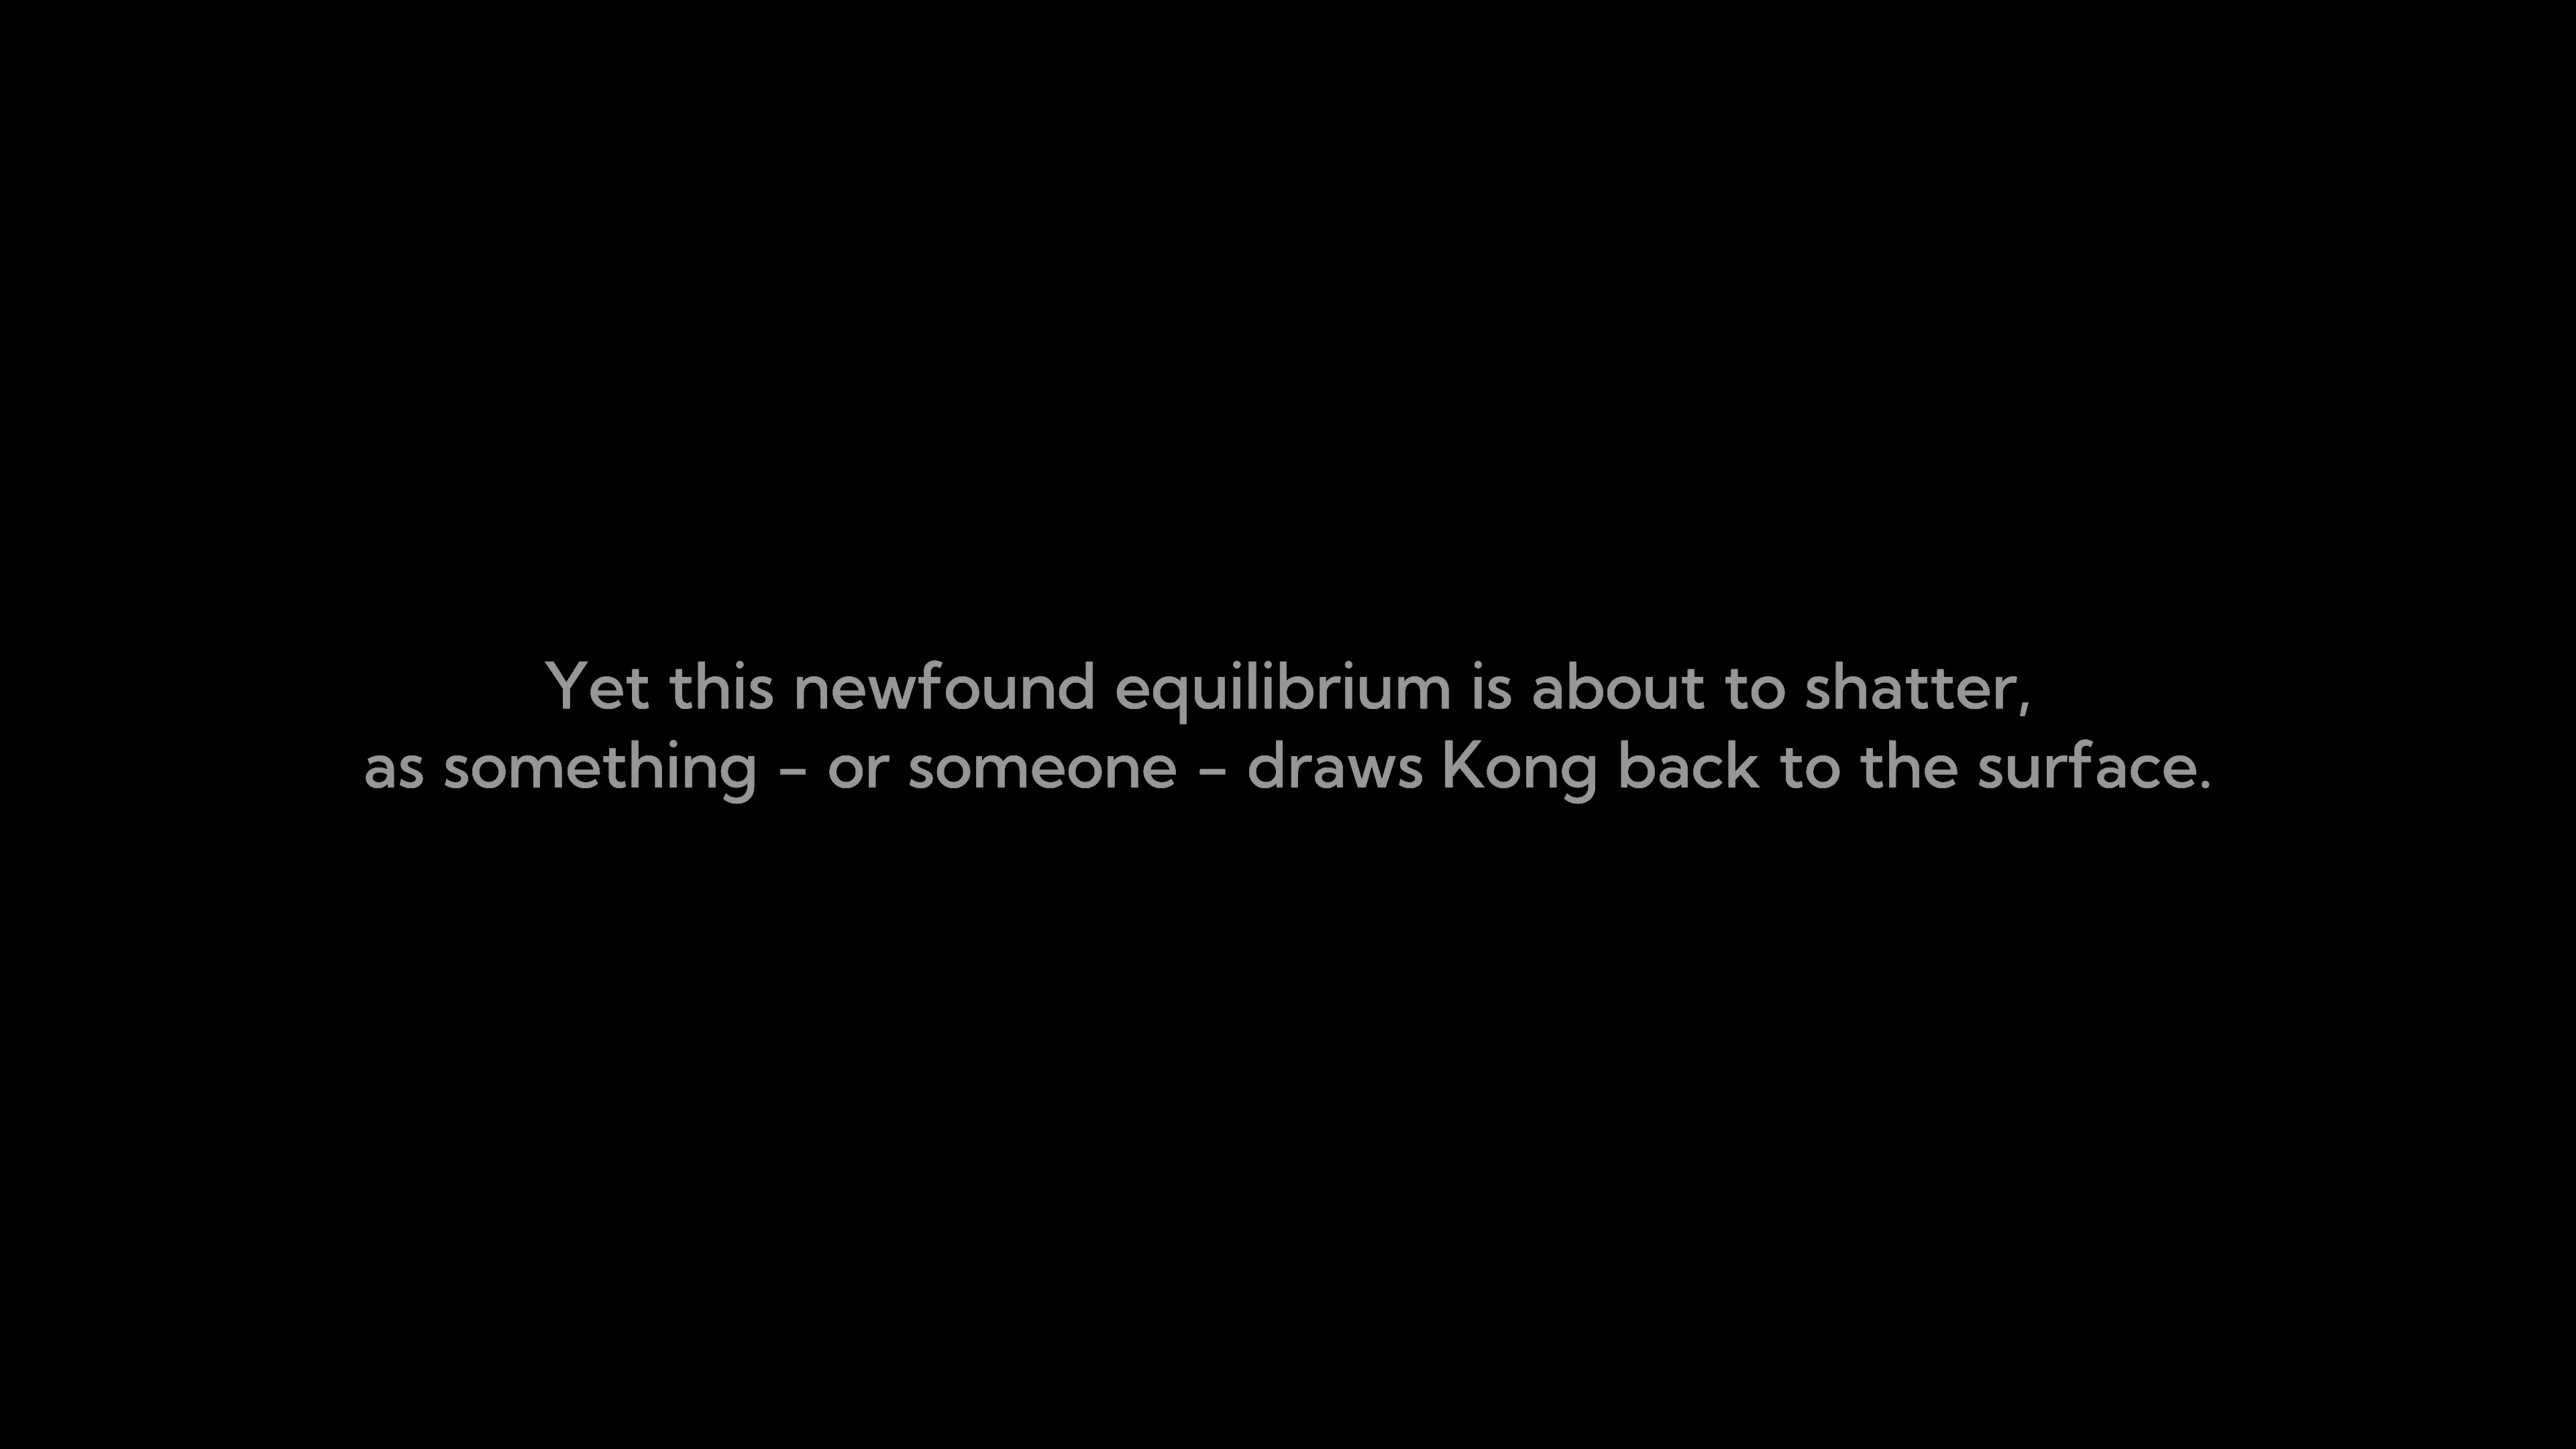 Yet this newfound equilibrium is about to shatter,
as something – or someone – draws Kong back to the surface.